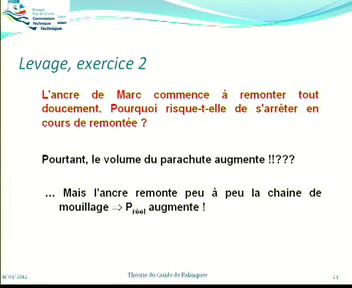 Commission
Technique
Levage, exercice 2
L'ancre de Marc commence à remonter tout
doucement. Pourquoi risque-t-elle de s'arrêter en
cours de remontée ?
Pourtant, le volume du parachute augmente !!???
... Mais l'ancre remonte peu à peu la chaine de
mouillage ⇒ Préel augmente !
Théorie du Guide de Palanquée